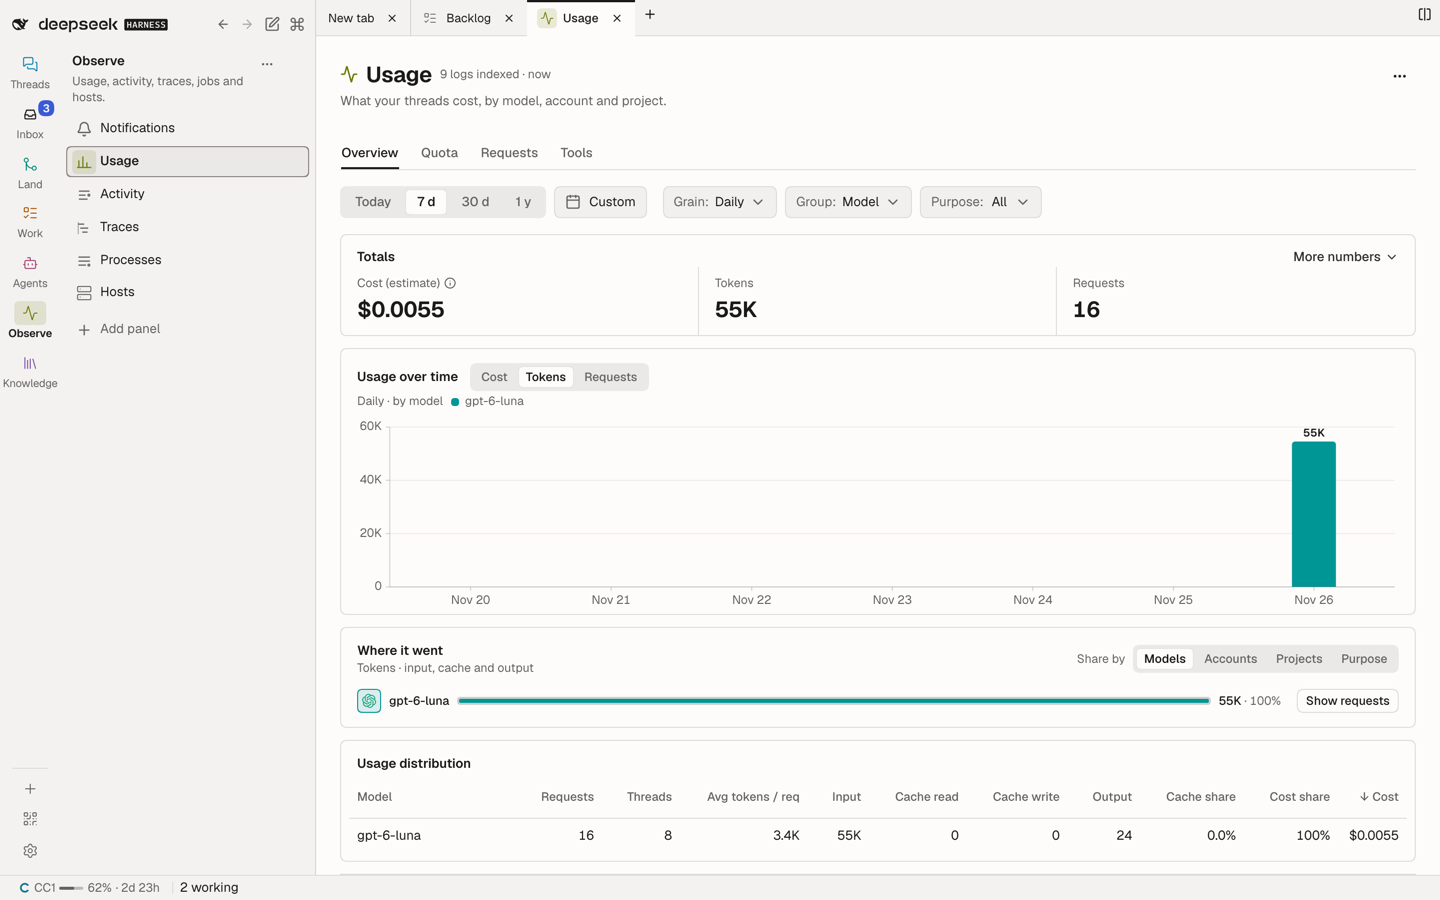 deepseek HARNESS
Threads
3
Inbox
Land
Work
Agents
Observe
Knowledge
Observe
Usage, activity, traces, jobs and
hosts.
Notifications
Usage
Activity
Traces
Processes
Hosts
Add panel
New tab
Backlog
Usage
Usage 9 logs indexed · now
What your threads cost, by model, account and project.
Overview Quota Requests Tools
Today 7 d 30 d 1 y Custom Grain: Daily Group: Model Purpose: All
Totals More numbers
Cost (estimate) Tokens Requests
$0.0055 55K 16
Usage over time Cost Tokens Requests
Daily · by model gpt-6-luna
60K
55K
40K
20K
0
Nov 20 Nov 21 Nov 22 Nov 23 Nov 24 Nov 25 Nov 26
Where it went
Tokens · input, cache and output
Share by Models Accounts Projects Purpose
gpt-6-luna 55K · 100% Show requests
Usage distribution
Model Requests Threads Avg tokens / req Input Cache read Cache write Output Cache share Cost share ↓ Cost
gpt-6-luna 16 8 3.4K 55K 0 0 24 0.0% 100% $0.0055
CC1 62% · 2d 23h 2 working